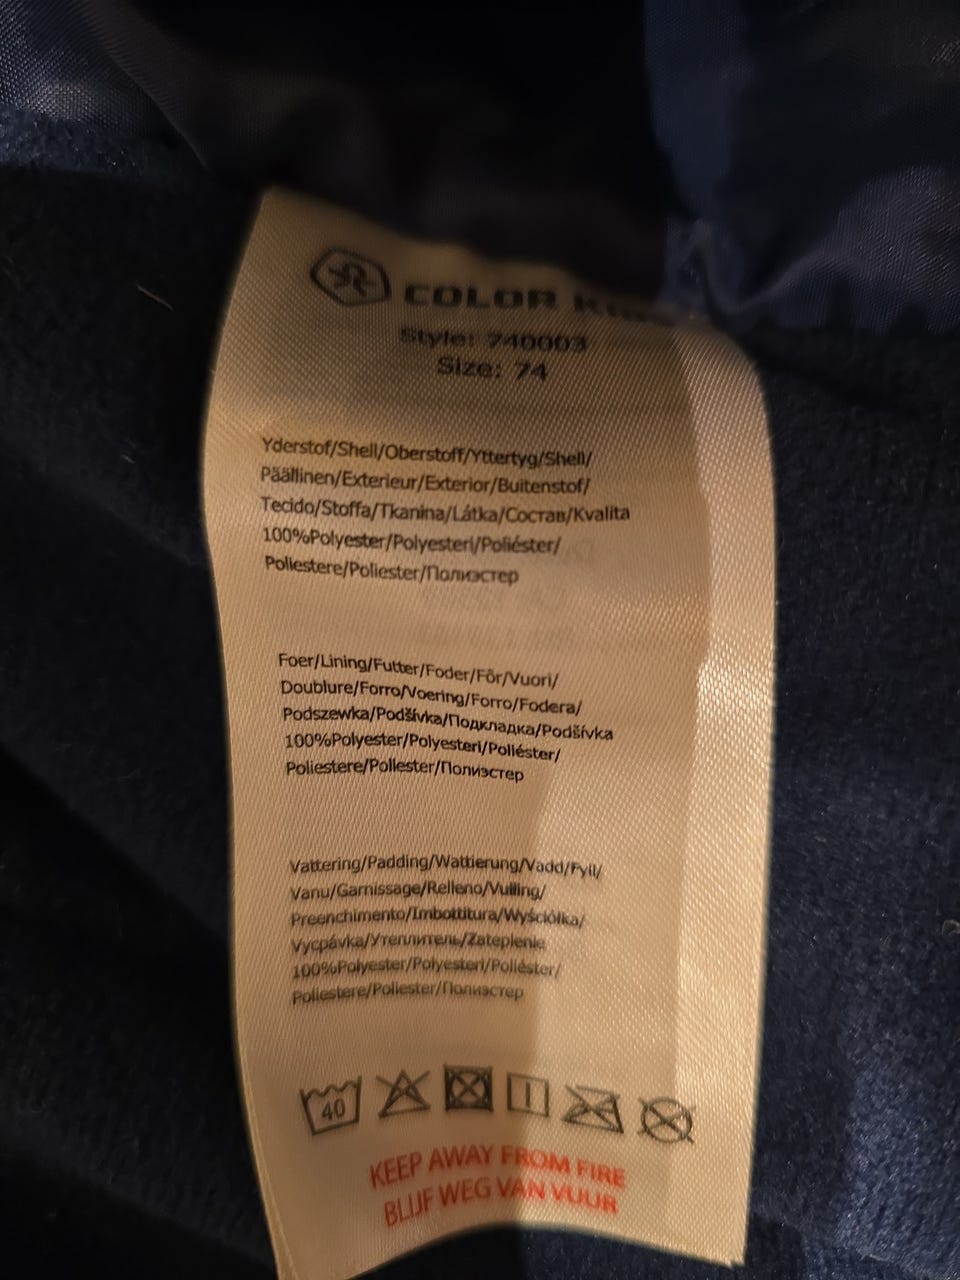 COLOR KIDS
Style: 740003
Size: 74
Yderstof/Shell/Oberstoff/Yttertyg/Shell/
Päällinen/Exterieur/Exterior/Buitenstof/
Tecido/Stoffa/Tkanina/Látka/Состав/Kvalita
100%Polyester/Polyesteri/Poliéster/
Poliestere/Poliester/Полиэстер
Foer/Lining/Futter/Foder/Fôr/Vuori/
Doublure/Forro/Voering/Forro/Fodera/
Podszewka/Podšívka/Подкладка/Podšívka
100%Polyester/Polyesteri/Poliéster/
Poliestere/Poliester/Полиэстер
Vattering/Padding/Wattierung/Vadd/Fyll/
Vanu/Garnissage/Relleno/Vulling/
Preenchimento/Imbottitura/Wyściółka/
Vycpávka/Утеплитель/Zateplenie
100%Polyester/Polyesteri/Poliéster/
Poliestere/Poliester/Полиэстер
40
KEEP AWAY FROM FIRE
BLIJF WEG VAN VUUR